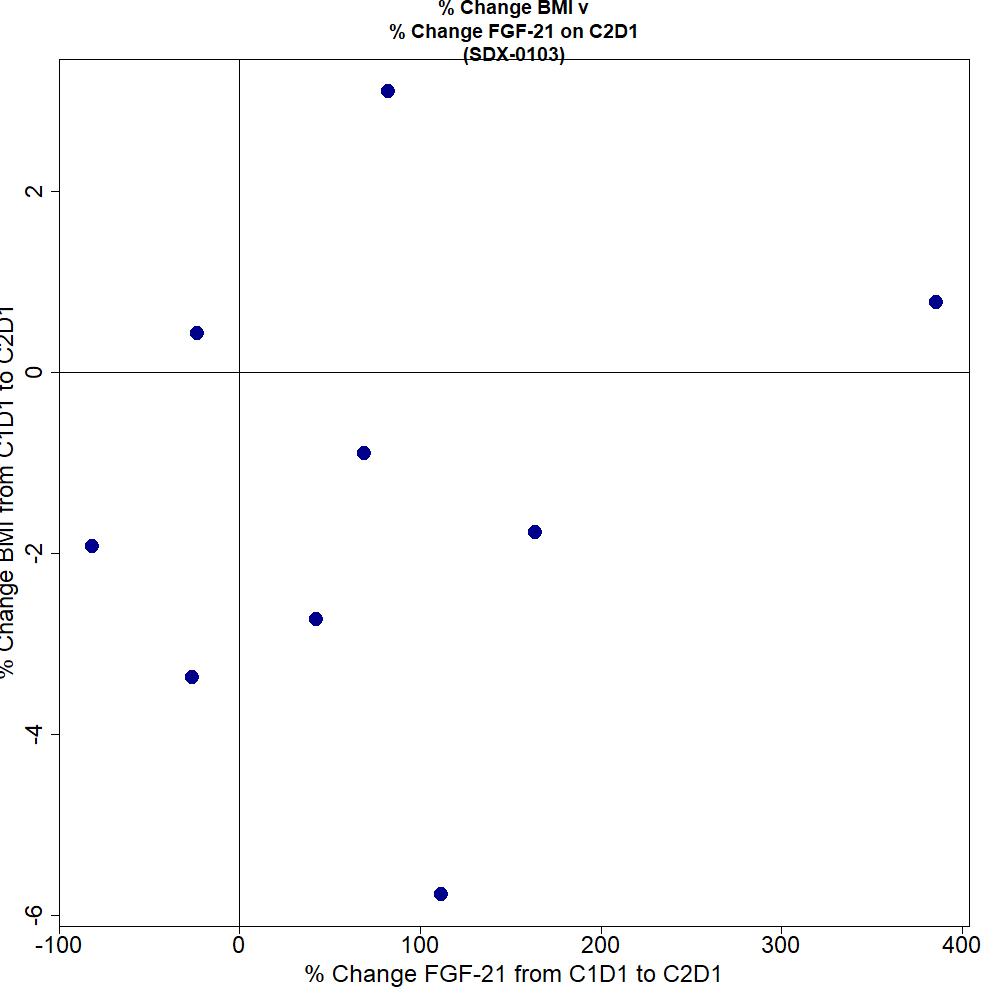 % Change BMI v
% Change FGF-21 on C2D1
(SDX-0103)
% Change BMI from C1D1 to C2D1
2
0
-2
-4
-6
-100 0 100 200 300 400
% Change FGF-21 from C1D1 to C2D1